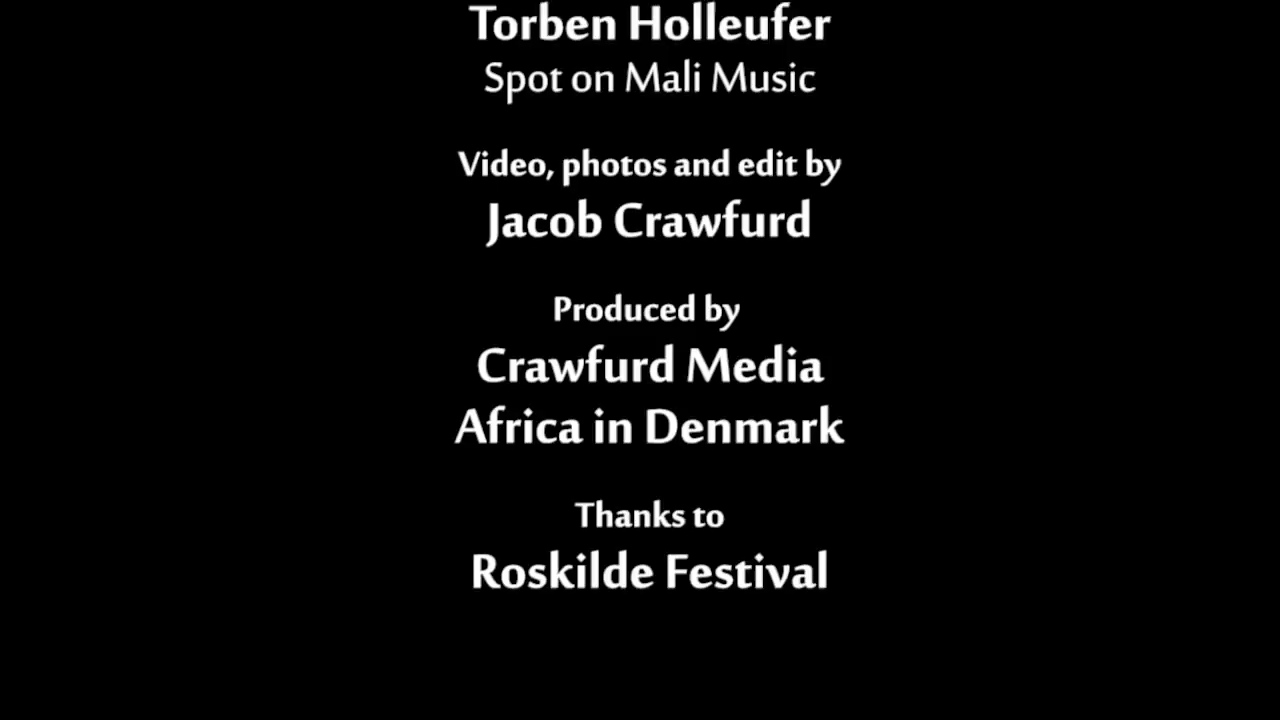 Torben Holleufer
Spot on Mali Music
Video, photos and edit by
Jacob Crawfurd
Produced by
Crawfurd Media
Africa in Denmark
Thanks to
Roskilde Festival